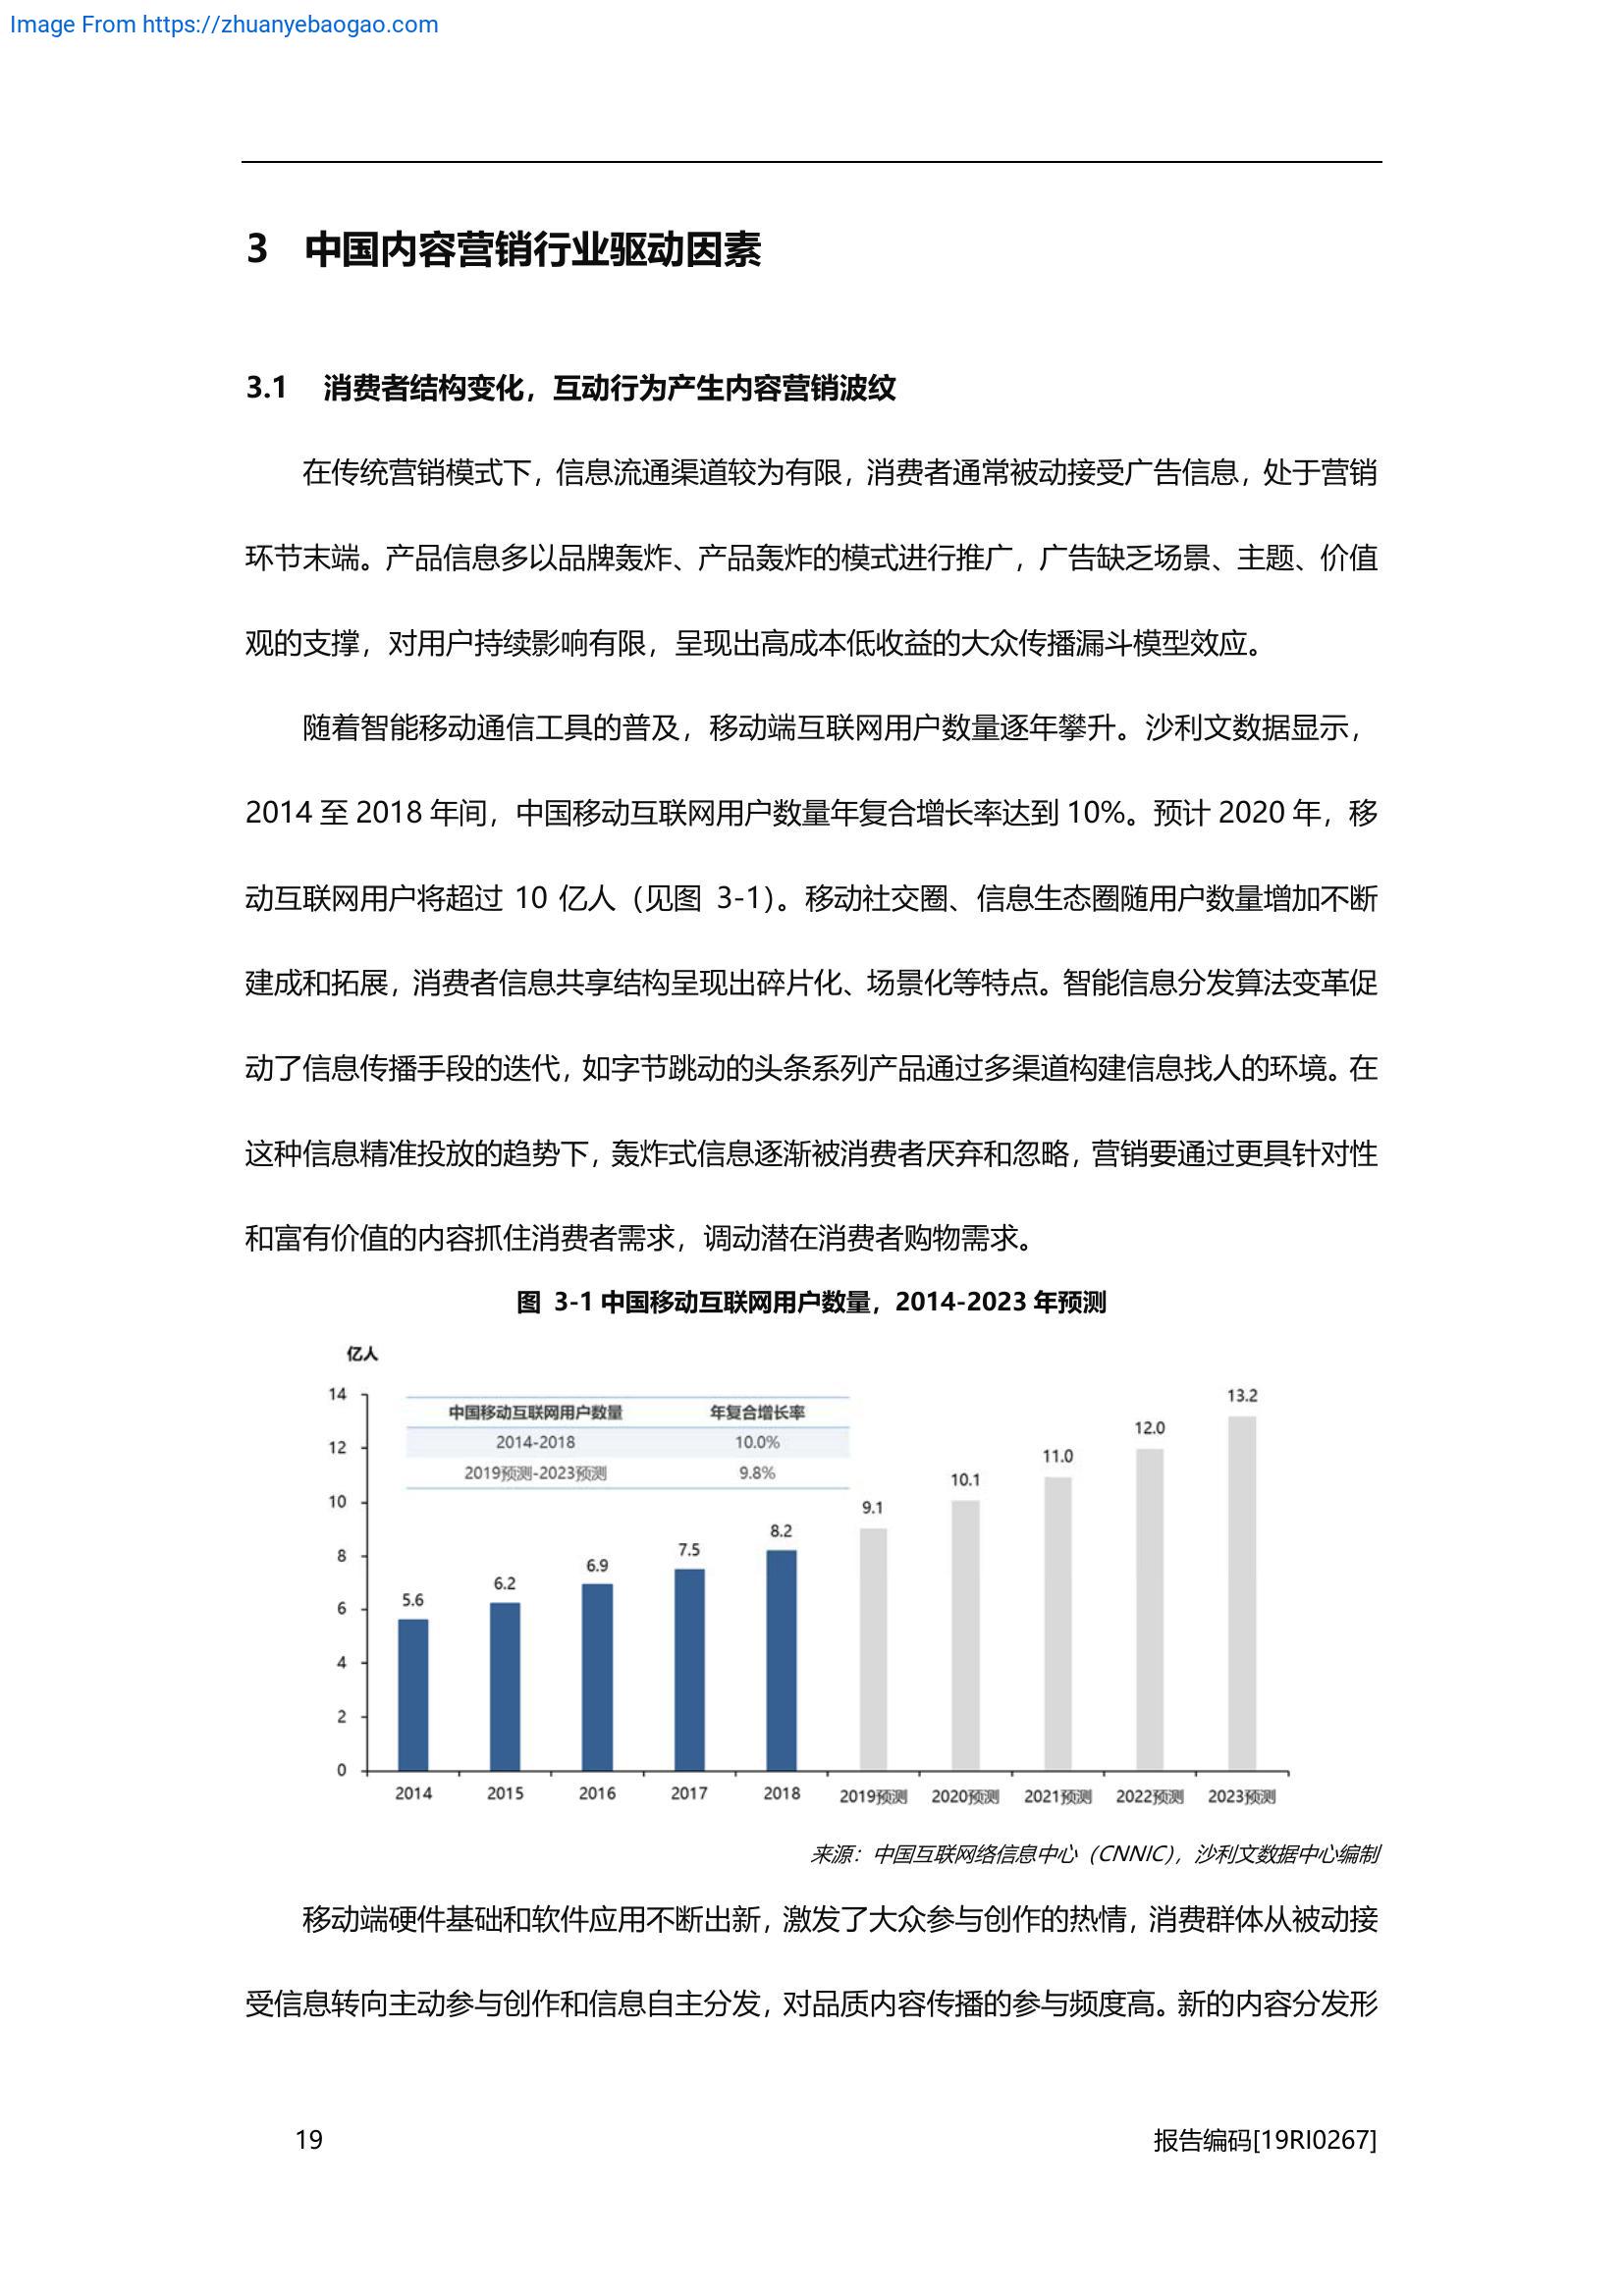 Image From https://zhuanyebaogao.com
3 中国内容营销行业驱动因素
3.1 消费者结构变化，互动行为产生内容营销波纹
在传统营销模式下，信息流通渠道较为有限，消费者通常被动接受广告信息，处于营销
环节末端。产品信息多以品牌轰炸、产品轰炸的模式进行推广，广告缺乏场景、主题、价值
观的支撑，对用户持续影响有限，呈现出高成本低收益的大众传播漏斗模型效应。
随着智能移动通信工具的普及，移动端互联网用户数量逐年攀升。沙利文数据显示，
2014 至 2018 年间，中国移动互联网用户数量年复合增长率达到 10%。预计 2020 年，移
动互联网用户将超过 10 亿人（见图 3-1）。移动社交圈、信息生态圈随用户数量增加不断
建成和拓展，消费者信息共享结构呈现出碎片化、场景化等特点。智能信息分发算法变革促
动了信息传播手段的迭代，如字节跳动的头条系列产品通过多渠道构建信息找人的环境。在
这种信息精准投放的趋势下，轰炸式信息逐渐被消费者厌弃和忽略，营销要通过更具针对性
和富有价值的内容抓住消费者需求，调动潜在消费者购物需求。
图 3-1 中国移动互联网用户数量，2014-2023 年预测
亿人
14
12
10
8
6
4
2
0
中国移动互联网用户数量 年复合增长率
2014-2018 10.0%
2019预测-2023预测 9.8%
5.6
6.2
6.9
7.5
8.2
9.1
10.1
11.0
12.0
13.2
2014 2015 2016 2017 2018 2019预测 2020预测 2021预测 2022预测 2023预测
来源：中国互联网络信息中心（CNNIC），沙利文数据中心编制
移动端硬件基础和软件应用不断出新，激发了大众参与创作的热情，消费群体从被动接
受信息转向主动参与创作和信息自主分发，对品质内容传播的参与频度高。新的内容分发形
19 报告编码[19RI0267]